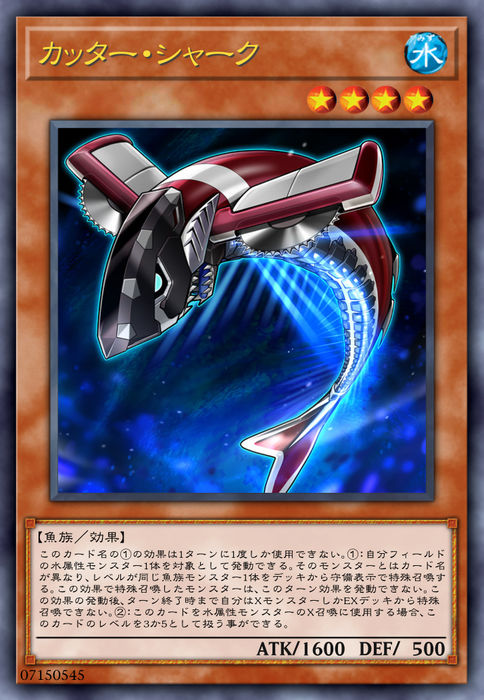 カッター・シャーク
みず
水
【魚族／効果】
このカード名の①の効果は1ターンに1度しか使用できない。①:自分フィールド
の水属性モンスター1体を対象として発動できる。そのモンスターとはカード名
が異なり、レベルが同じ魚族モンスター1体をデッキから守備表示で特殊召喚す
る。この効果で特殊召喚したモンスターは、このターン効果を発動できない。こ
の効果の発動後、ターン終了時まで自分はXモンスターしかEXデッキから特殊
召喚できない。②:このカードを水属性モンスターのX召喚に使用する場合、こ
のカードのレベルを3か5として扱う事ができる。
ATK/1600 DEF/ 500
07150545